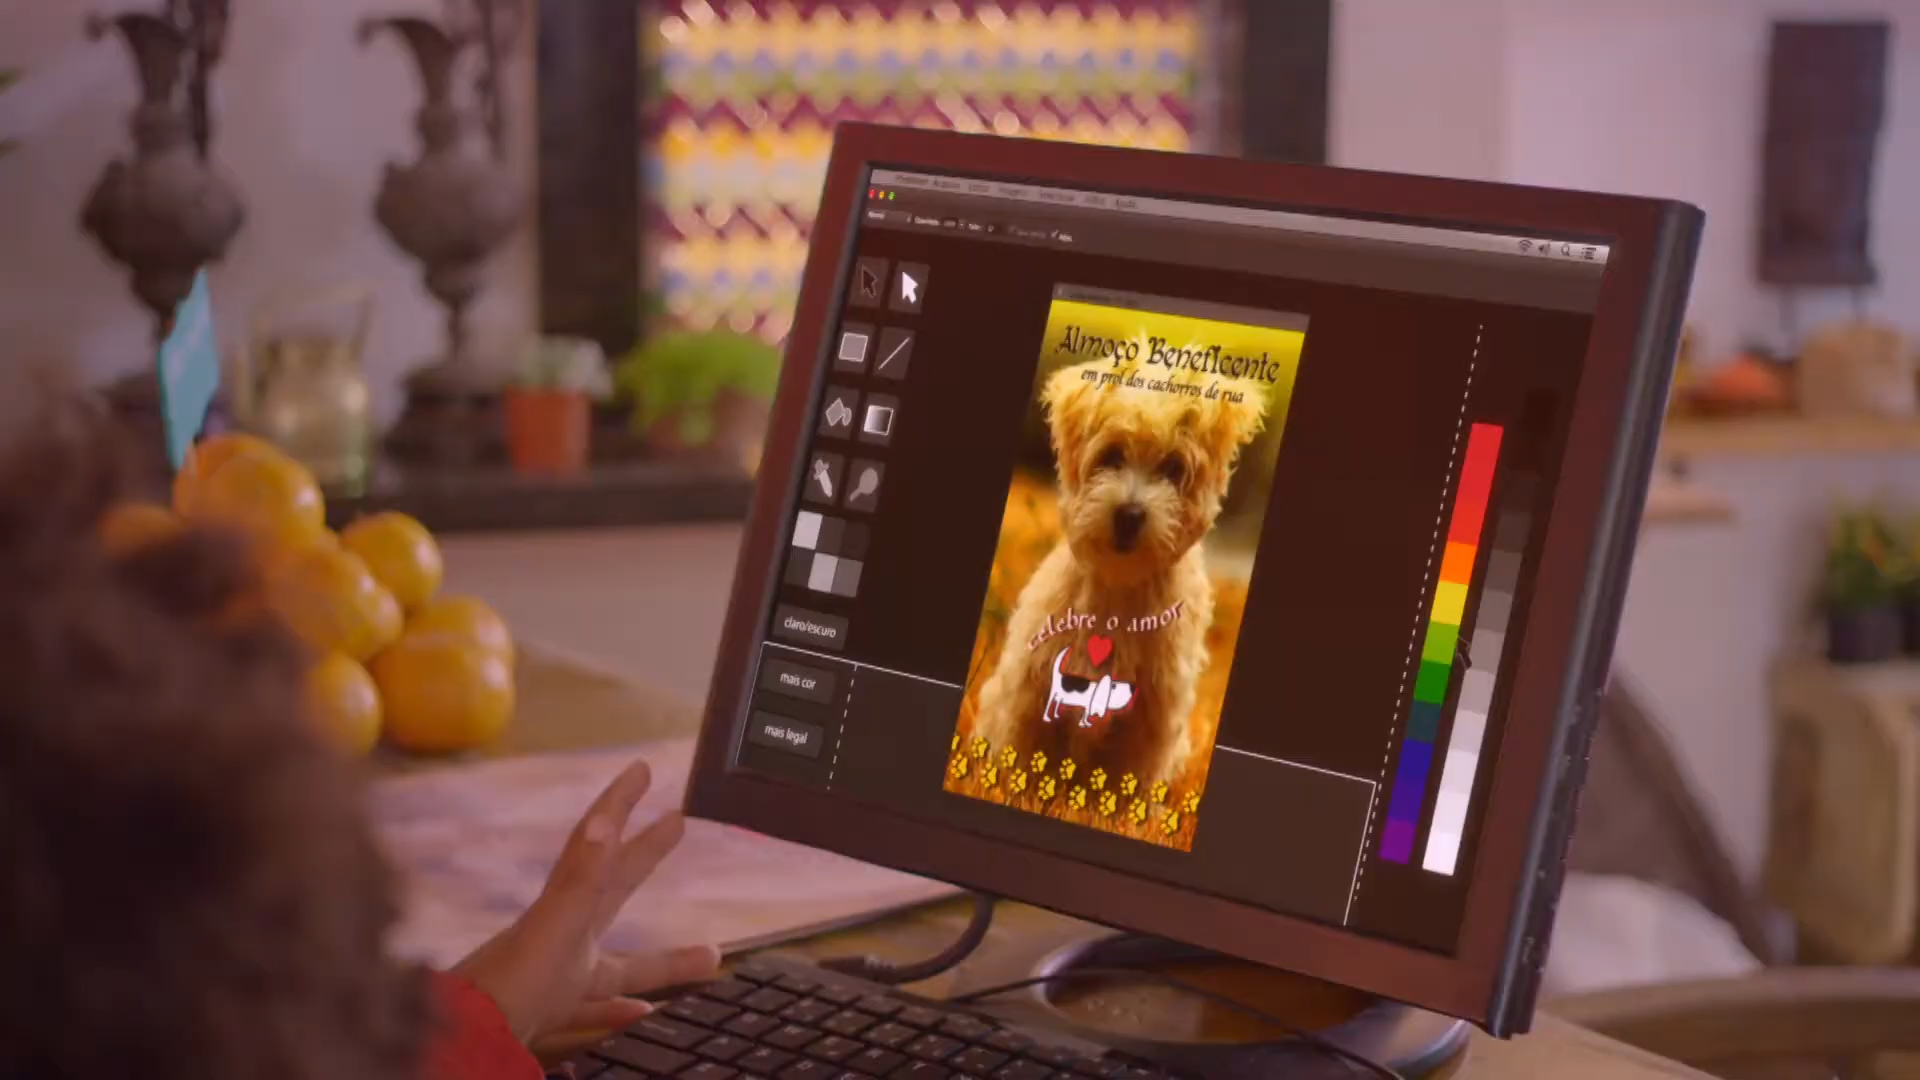 Almoço Beneficente
em prol dos cachorros de rua
celebre o amor
claro/escuro
mais cor
mais legal